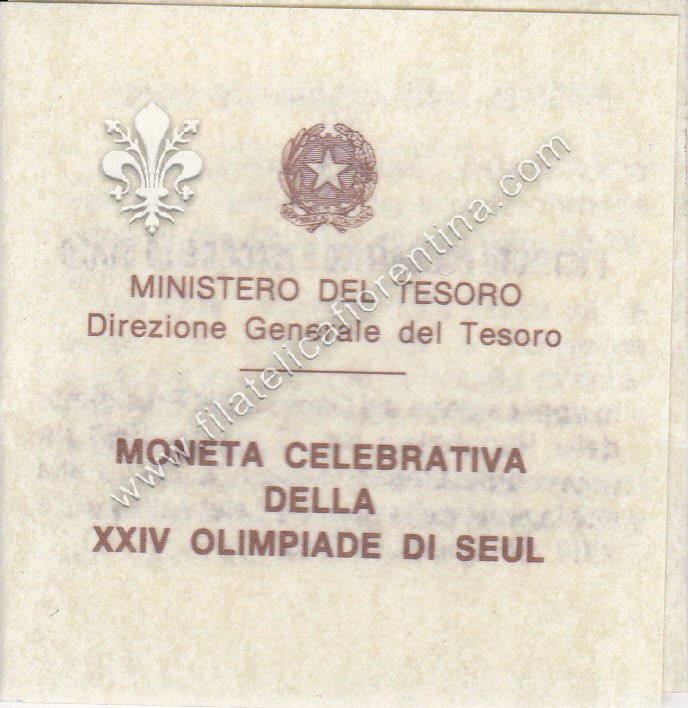 MINISTERO DEL TESORO
Direzione Generale del Tesoro
MONETA CELEBRATIVA
DELLA
XXIV OLIMPIADE DI SEUL
www.filatelicafiorentina.com